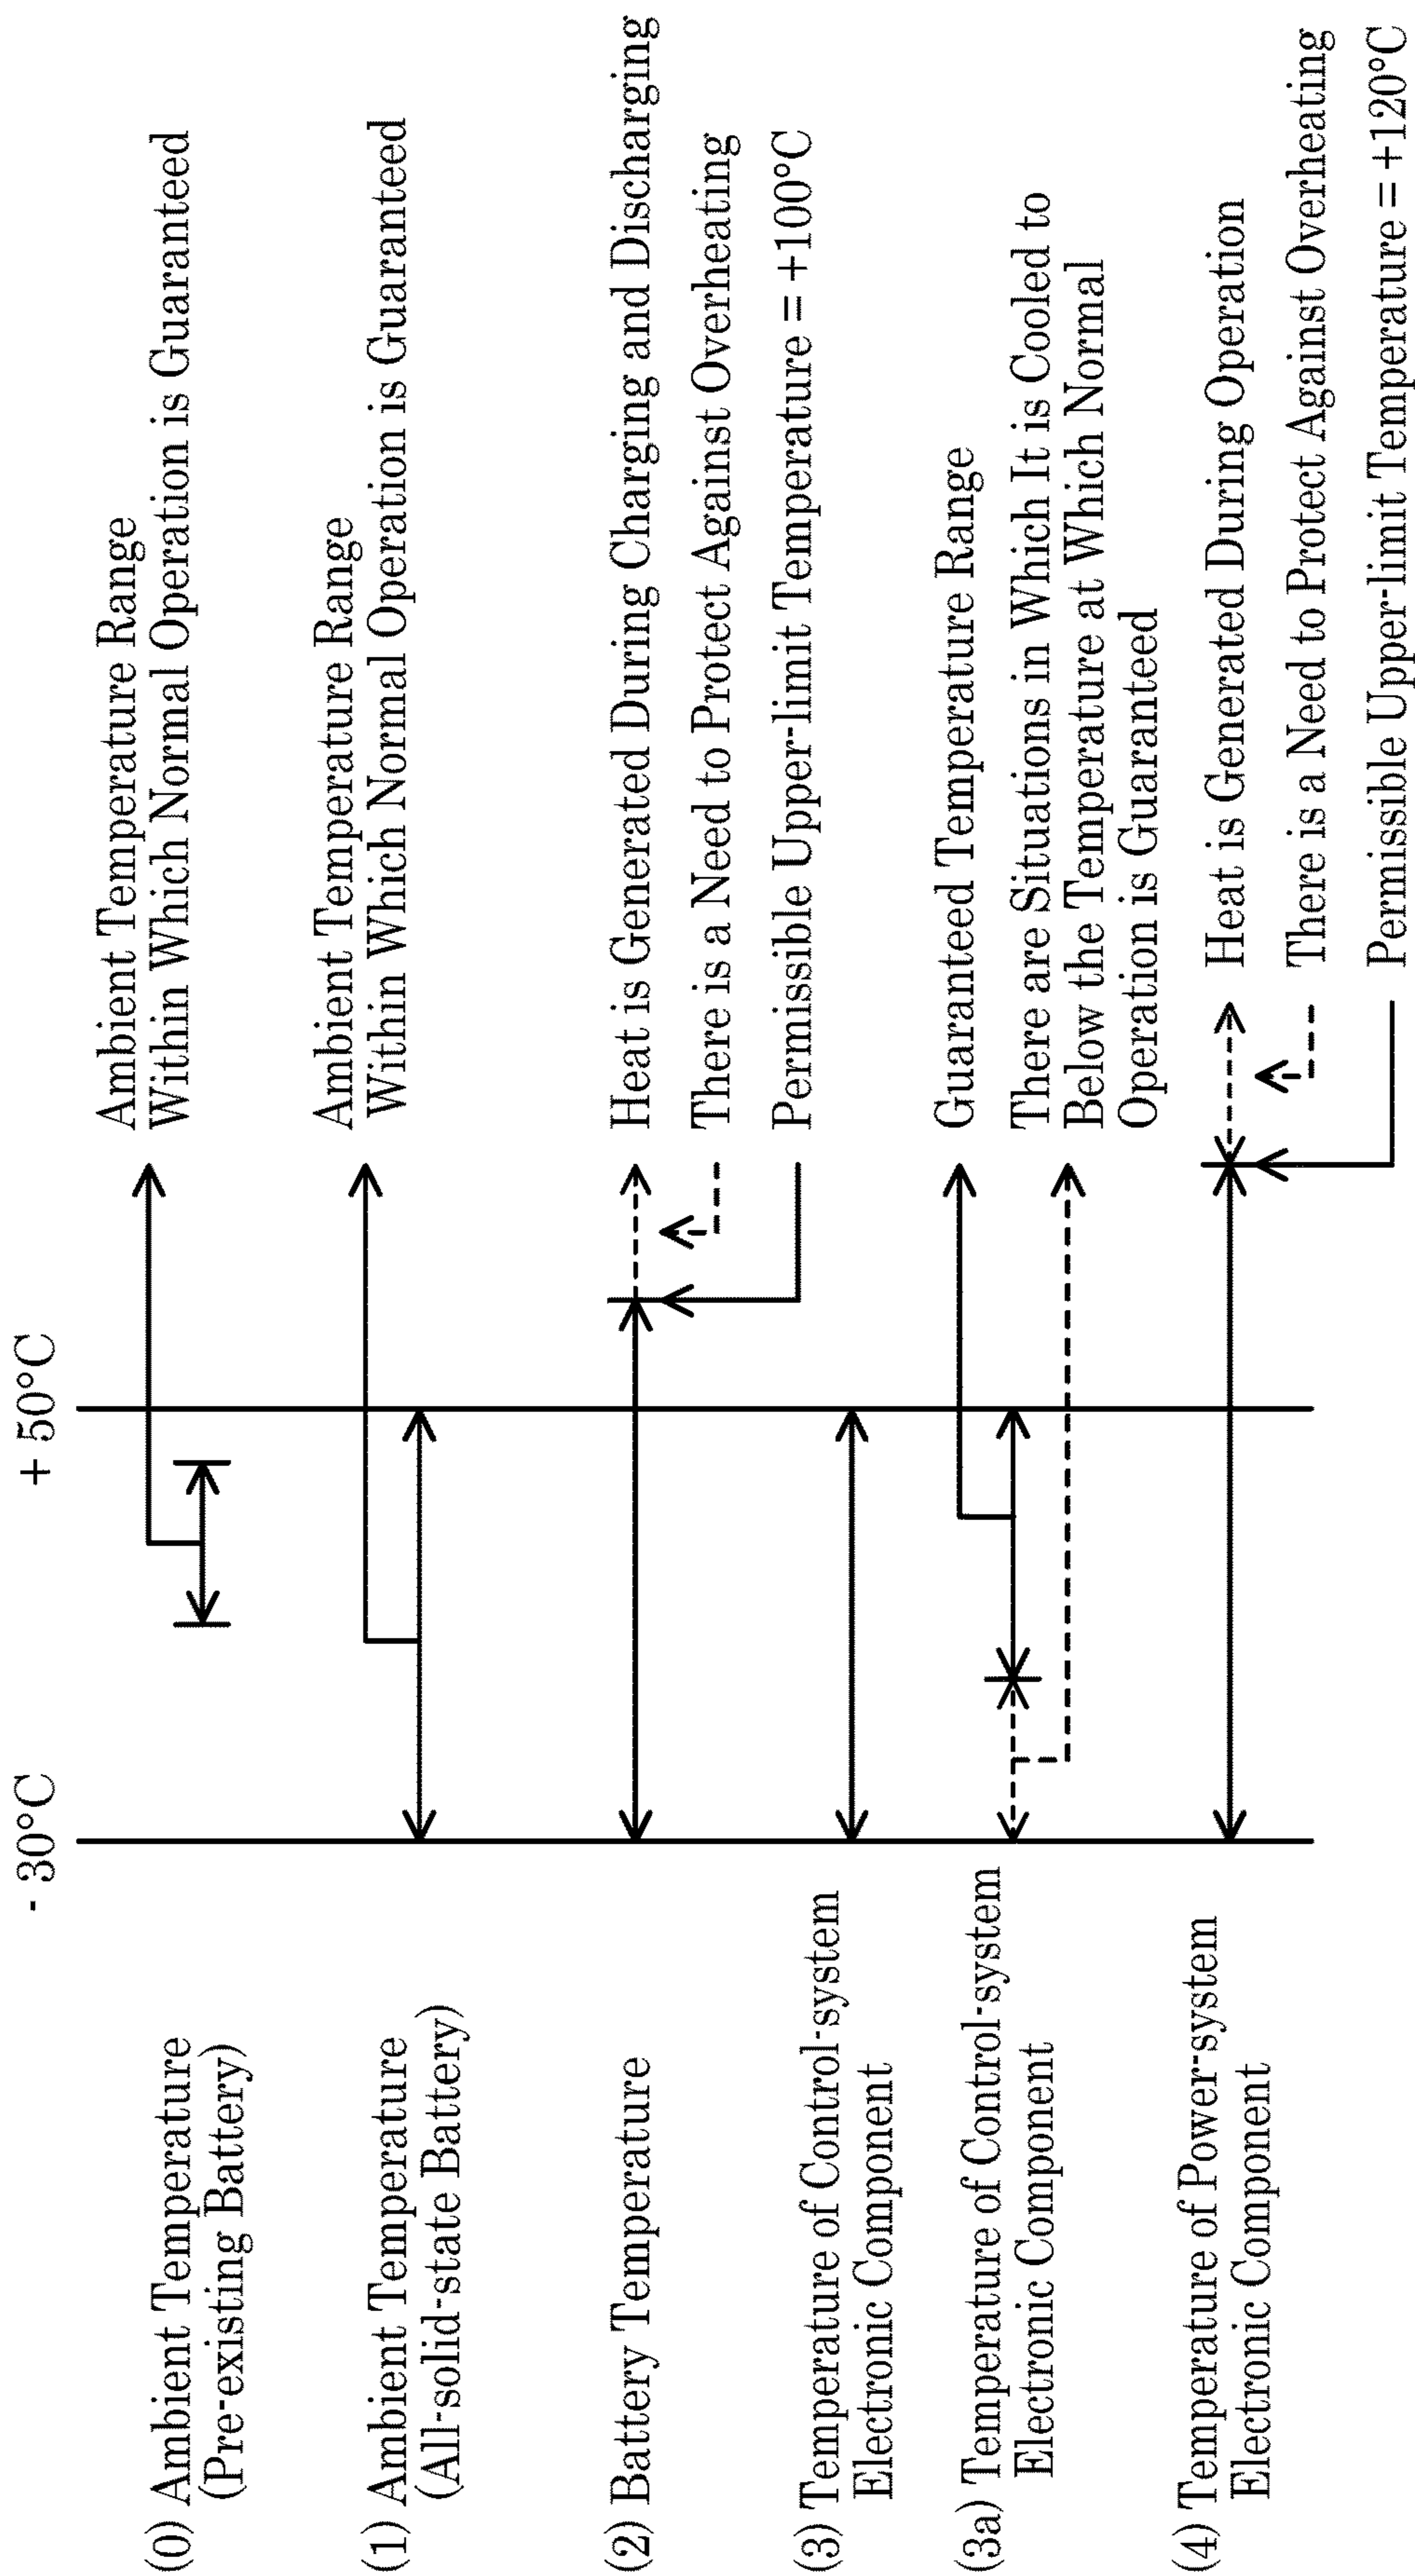 - 30°C
+ 50°C
(0) Ambient Temperature
(Pre-existing Battery)
Ambient Temperature Range
Within Which Normal Operation is Guaranteed
(1) Ambient Temperature
(All-solid-state Battery)
Ambient Temperature Range
Within Which Normal Operation is Guaranteed
(2) Battery Temperature
Heat is Generated During Charging and Discharging
There is a Need to Protect Against Overheating
Permissible Upper-limit Temperature = +100°C
(3) Temperature of Control-system
Electronic Component
(3a) Temperature of Control-system
Electronic Component
Guaranteed Temperature Range
There are Situations in Which It is Cooled to
Below the Temperature at Which Normal
Operation is Guaranteed
(4) Temperature of Power-system
Electronic Component
Heat is Generated During Operation
There is a Need to Protect Against Overheating
Permissible Upper-limit Temperature = +120°C